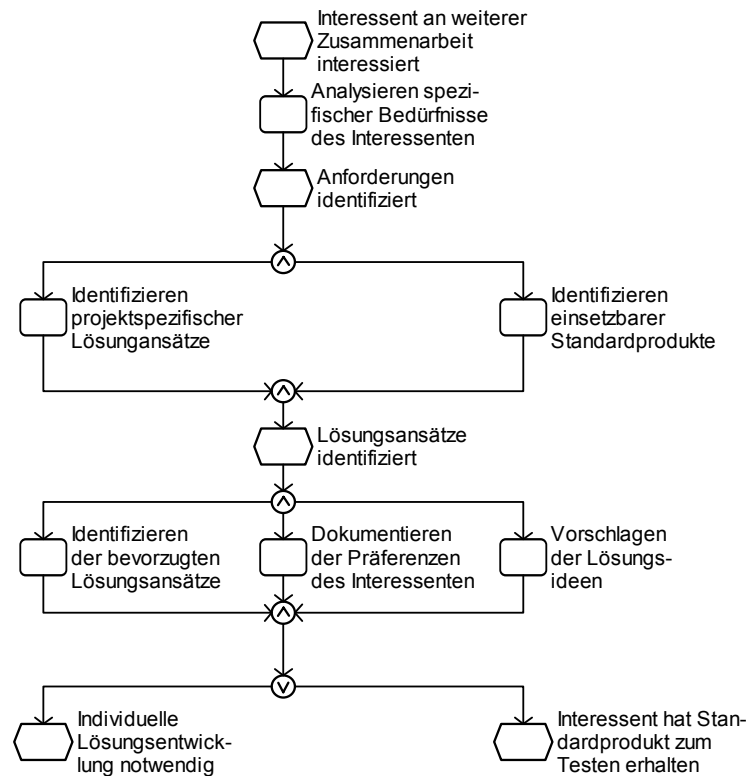 Interessent an weiterer
Zusammenarbeit
interessiert
Analysieren spezi-
fischer Bedürfnisse
des Interessenten
Anforderungen
identifiziert
Identifizieren
projektspezifischer
Lösungansätze
Identifizieren
einsetzbarer
Standardprodukte
Lösungsansätze
identifiziert
Identifizieren
der bevorzugten
Lösungsansätze
Dokumentieren
der Präferenzen
des Interessenten
Vorschlagen
der Lösungs-
ideen
Individuelle
Lösungsentwick-
lung notwendig
Interessent hat Stan-
dardprodukt zum
Testen erhalten